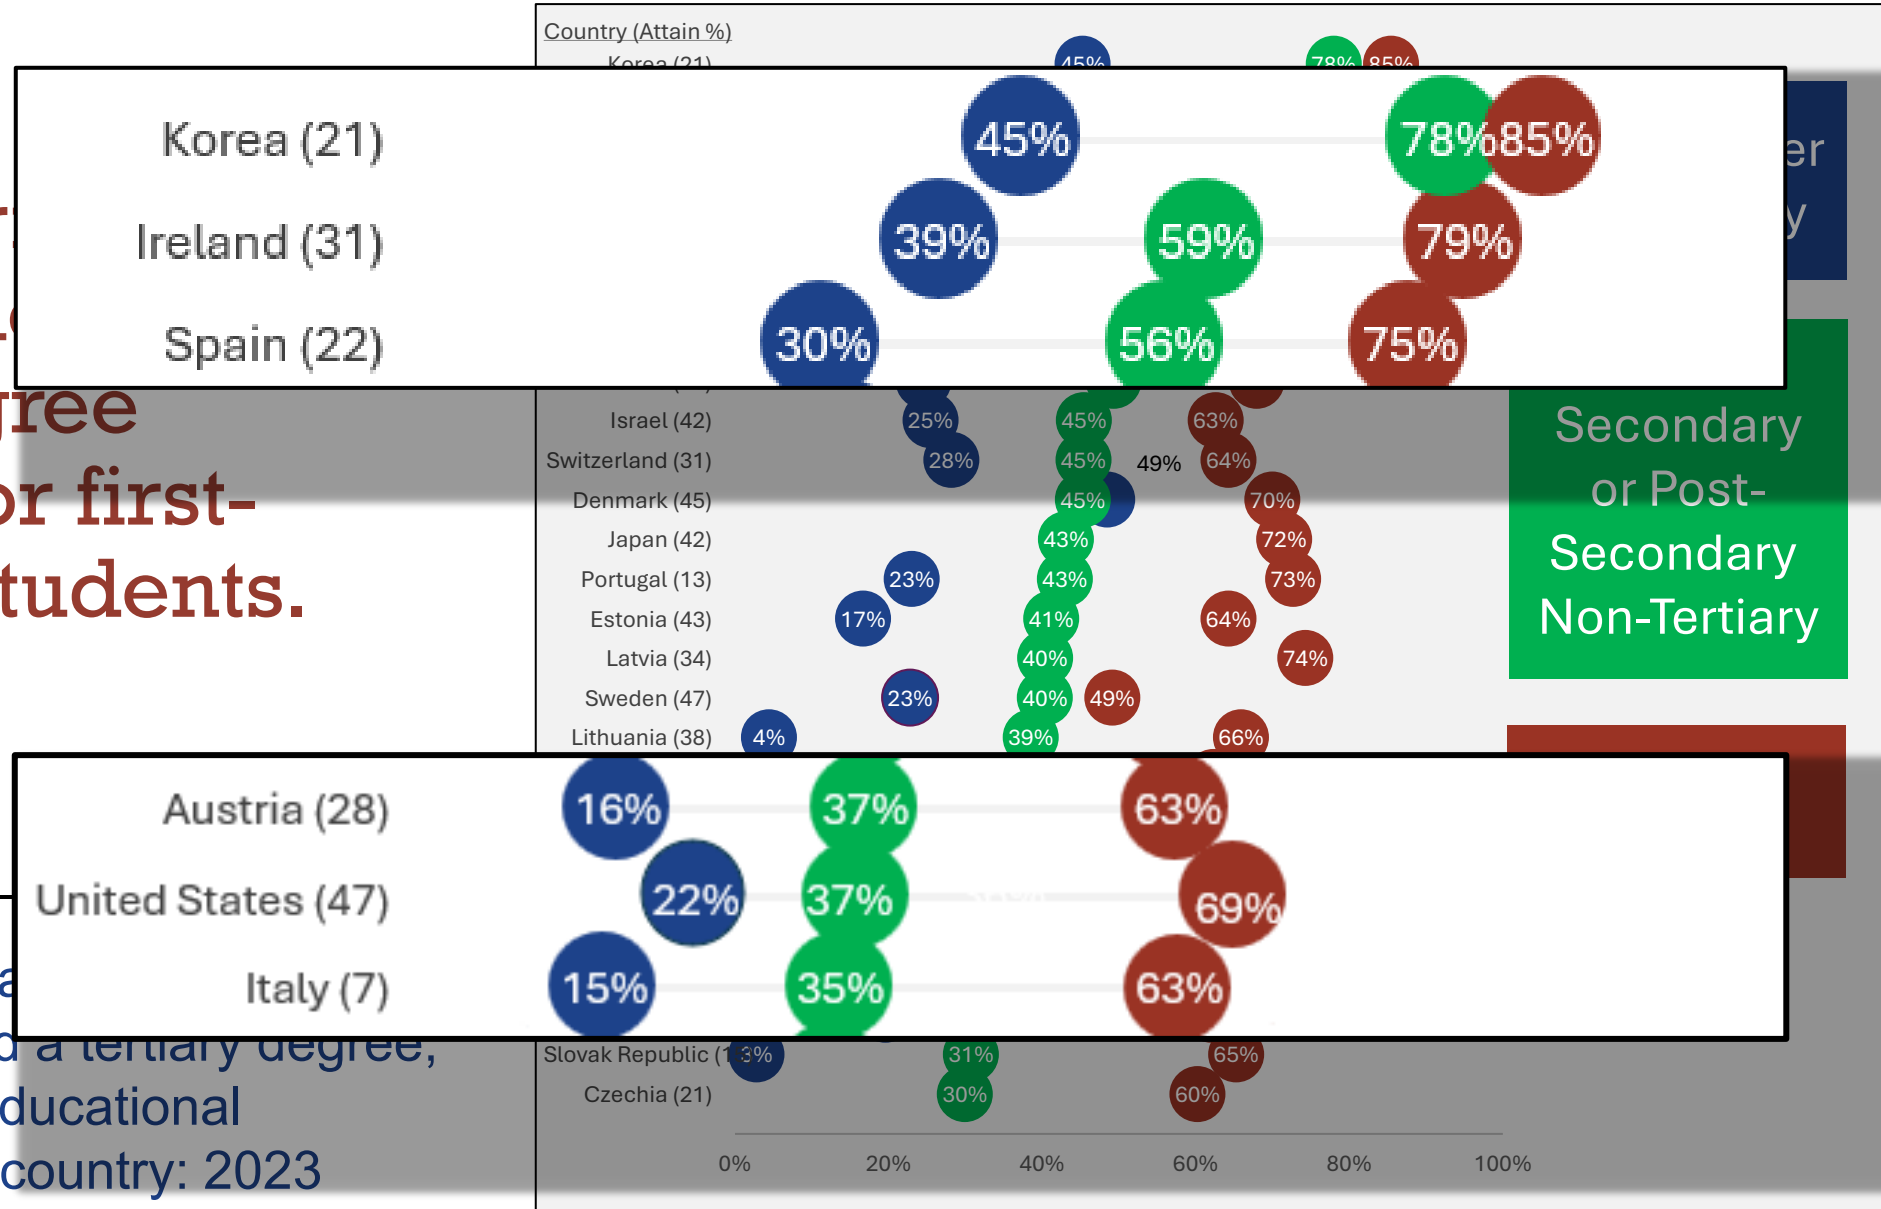 Country (Attain %)
Korea (21) 45% 78% 85%
Korea (21) 45% 78% 85%
Ireland (31) 39% 59% 79%
Spain (22) 30% 56% 75%
Israel (42) 25% 45% 63%
Switzerland (31) 28% 45% 49% 64%
Denmark (45) 45% 70%
Japan (42) 43% 72%
Portugal (13) 23% 43% 73%
Estonia (43) 17% 41% 64%
Latvia (34) 40% 74%
Sweden (47) 23% 40% 49%
Lithuania (38) 4% 39% 66%
Austria (28) 16% 37% 63%
United States (47) 22% 37% 69%
Italy (7) 15% 35% 63%
Slovak Republic 3% 31% 65%
Czechia (21) 30% 60%
0% 20% 40% 60% 80% 100%
gree
or first-
tudents.
d a tertiary degree,
ducational
country: 2023
er
y
Secondary
or Post-
Secondary
Non-Tertiary